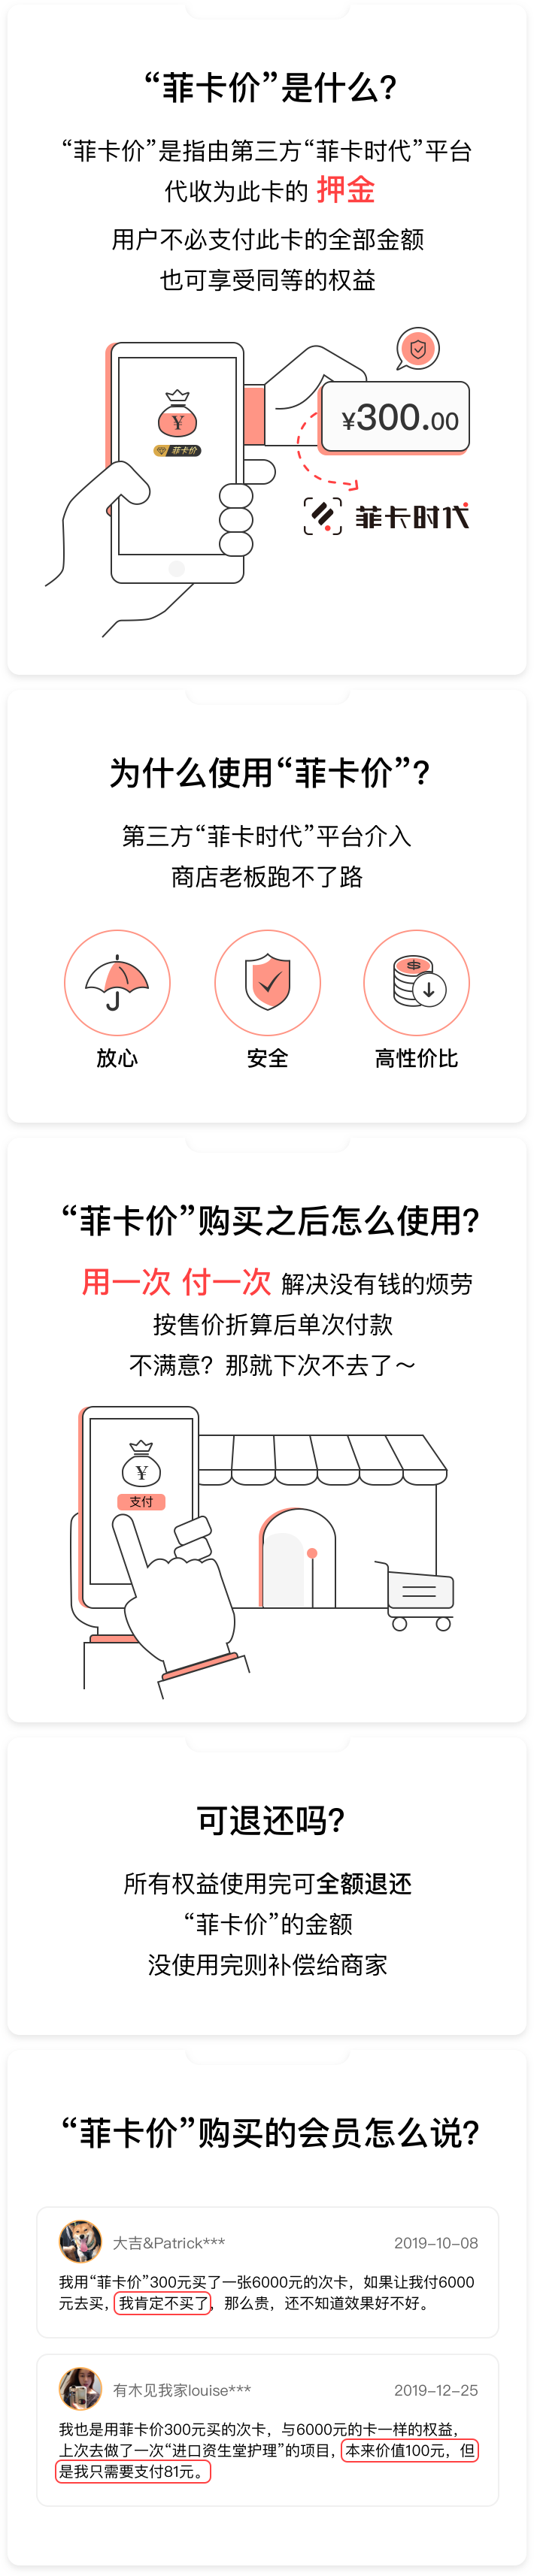 “菲卡价”是什么?
“菲卡价”是指由第三方“菲卡时代”平台
代收为此卡的 押金
用户不必支付此卡的全部金额
也可享受同等的权益
¥300.00
¥
菲卡价
菲卡时代
为什么使用“菲卡价”?
第三方“菲卡时代”平台介入
商店老板跑不了路
$
放心
安全
高性价比
“菲卡价”购买之后怎么使用?
用一次 付一次 解决没有钱的烦劳
按售价折算后单次付款
不满意? 那就下次不去了～
¥
支付
可退还吗?
所有权益使用完可全额退还
“菲卡价”的金额
没使用完则补偿给商家
“菲卡价”购买的会员怎么说?
大吉&Patrick*** 2019-10-08
我用“菲卡价”300元买了一张6000元的次卡，如果让我付6000
元去买，我肯定不买了，那么贵，还不知道效果好不好。
有木见我家louise*** 2019-12-25
我也是用菲卡价300元买的次卡，与6000元的卡一样的权益，
上次去做了一次“进口资生堂护理”的项目，本来价值100元，但
是我只需要支付81元。